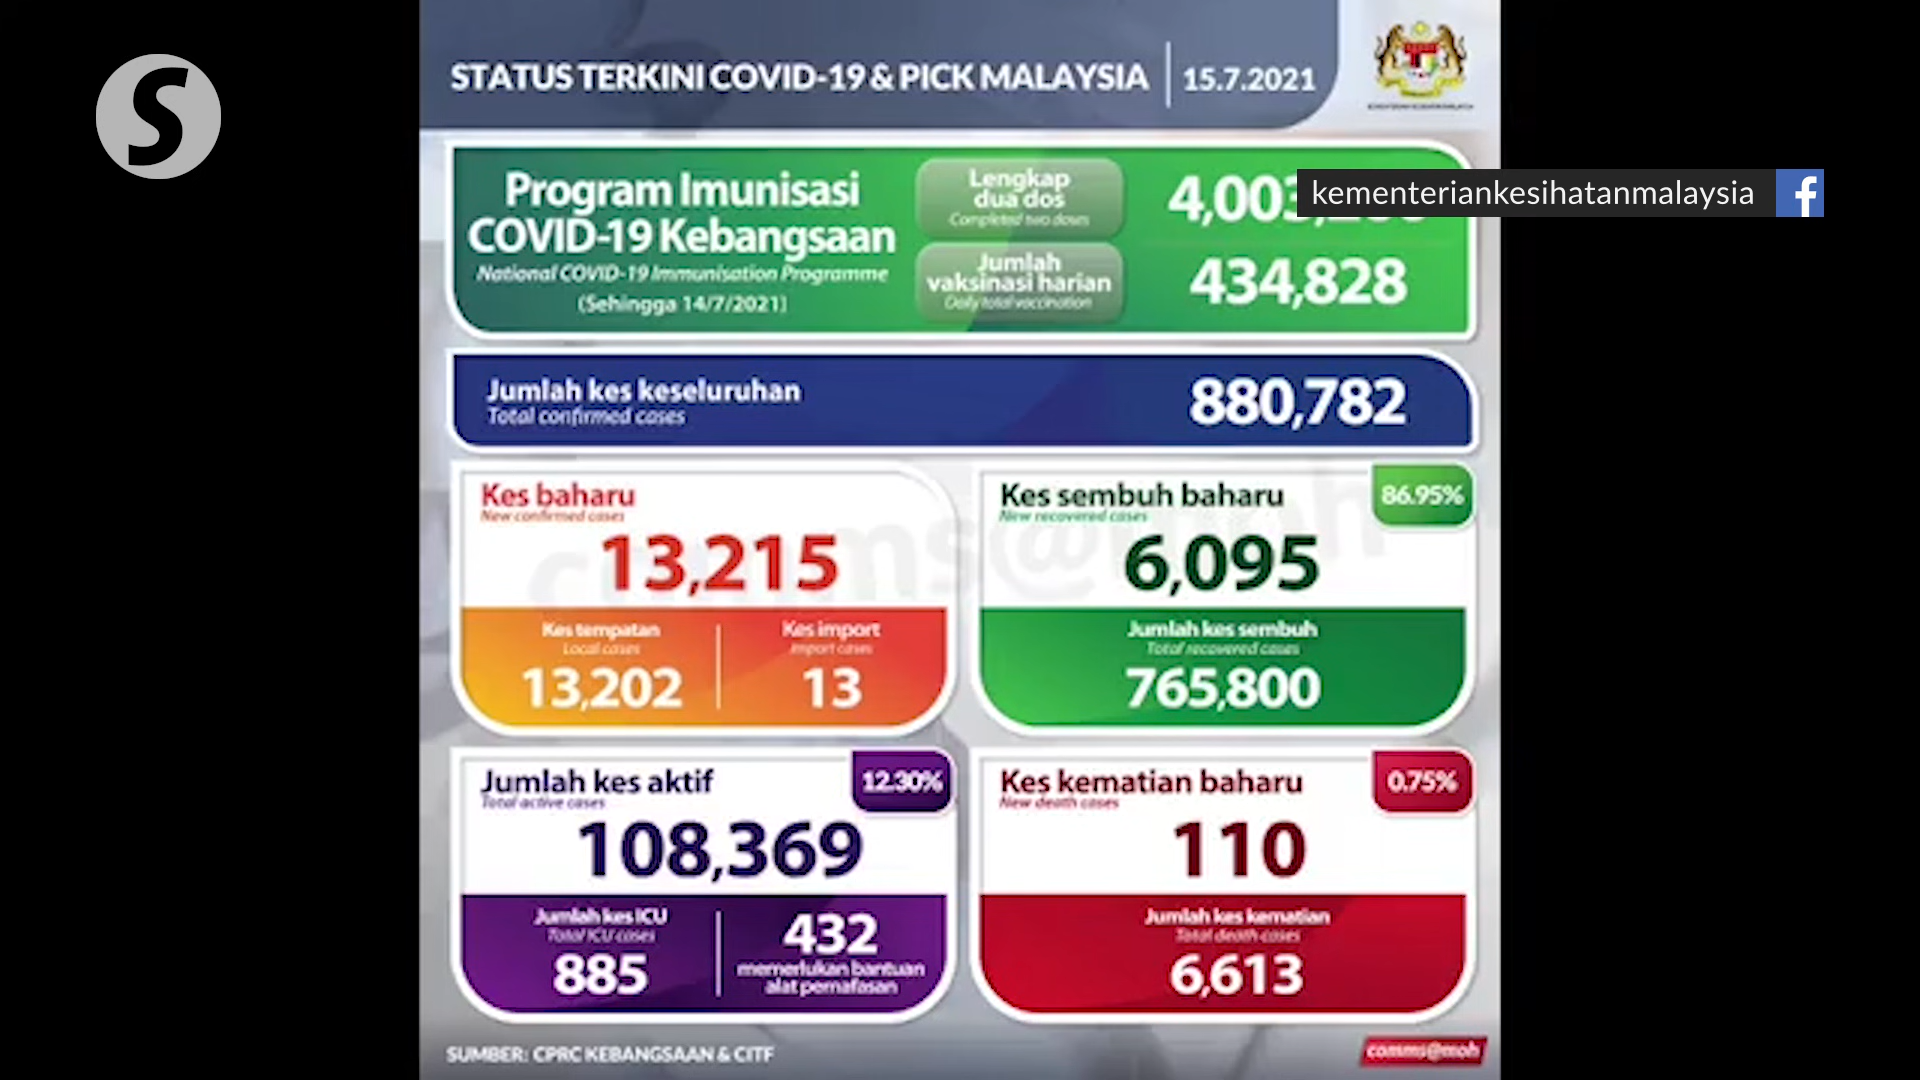 S
STATUS TERKINI COVID-19 & PICK MALAYSIA
15.7.2021
Program Imunisasi
COVID-19 Kebangsaan
National COVID-19 Immunisation Programme
(Sehingga 14/7/2021)
Lengkap
dua dos
Completed two doses
4,003,
kementeriankesihatanmalaysia
f
Jumlah
vaksinasi harian
Daily total vaccination
434,828
Jumlah kes keseluruhan
Total confirmed cases
880,782
Kes baharu
New confirmed cases
13,215
Kes tempatan
Local cases
13,202
Kes import
Import cases
13
Kes sembuh baharu
New recovered cases
86.95%
6,095
Jumlah kes sembuh
Total recovered cases
765,800
Jumlah kes aktif
Total active cases
12.30%
108,369
Jumlah kes ICU
Total ICU cases
885
432
memerlukan bantuan
alat pernafasan
Kes kematian baharu
New death cases
0.75%
110
Jumlah kes kematian
Total death cases
6,613
SUMBER: CPRC KEBANGSAAN & CITF
comms@moh